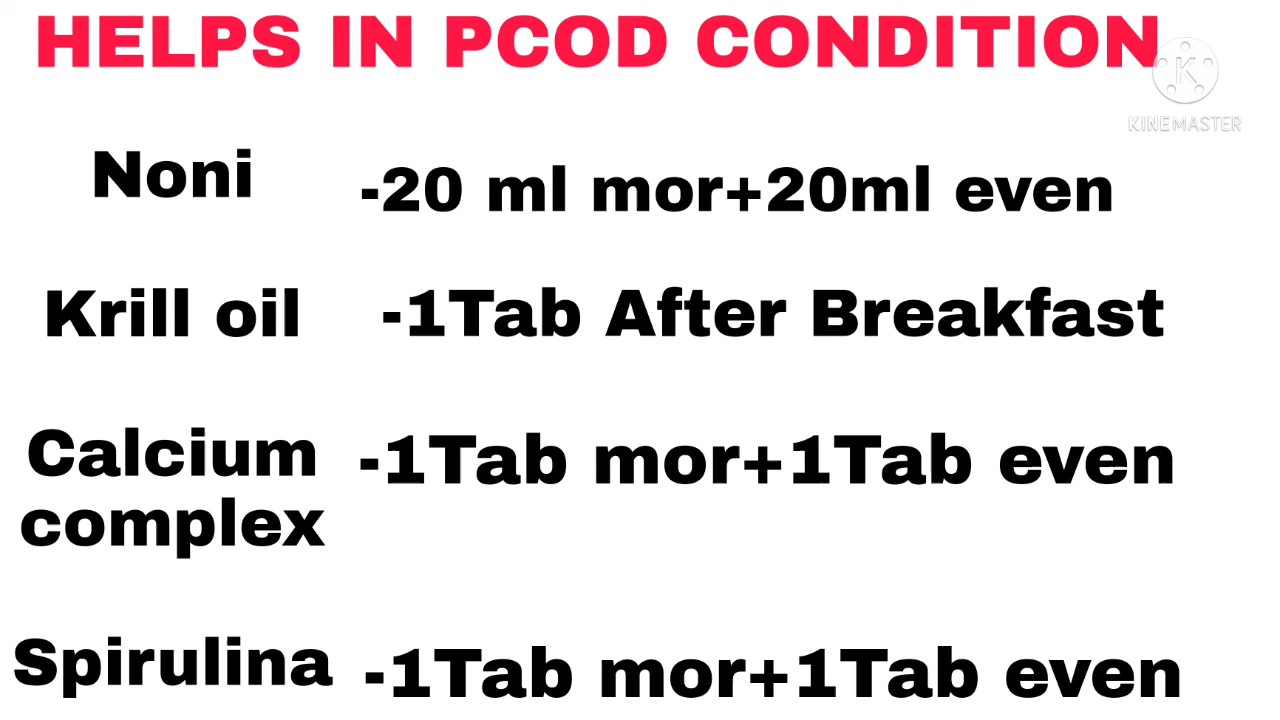 HELPS IN PCOD CONDITION
KINEMASTER
Noni -20 ml mor+20ml even
Krill oil -1Tab After Breakfast
Calcium -1Tab mor+1Tab even
complex
Spirulina -1Tab mor+1Tab even